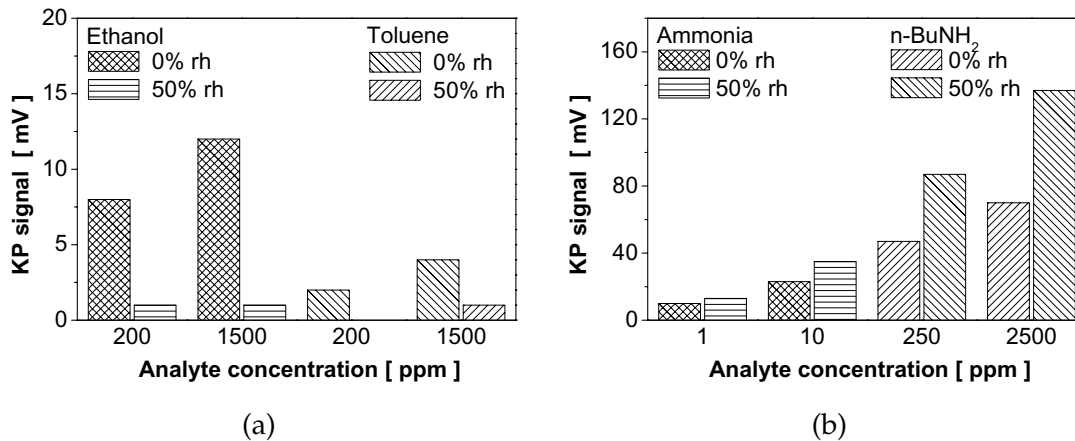 Ethanol
0% rh
50% rh
Toluene
0% rh
50% rh
KP signal [ mV ]
20
15
10
5
0
200 1500 200 1500
Analyte concentration [ ppm ]
(a)
Ammonia
0% rh
50% rh
n-BuNH2
0% rh
50% rh
KP signal [ mV ]
160
120
80
40
0
1 10 250 2500
Analyte concentration [ ppm ]
(b)